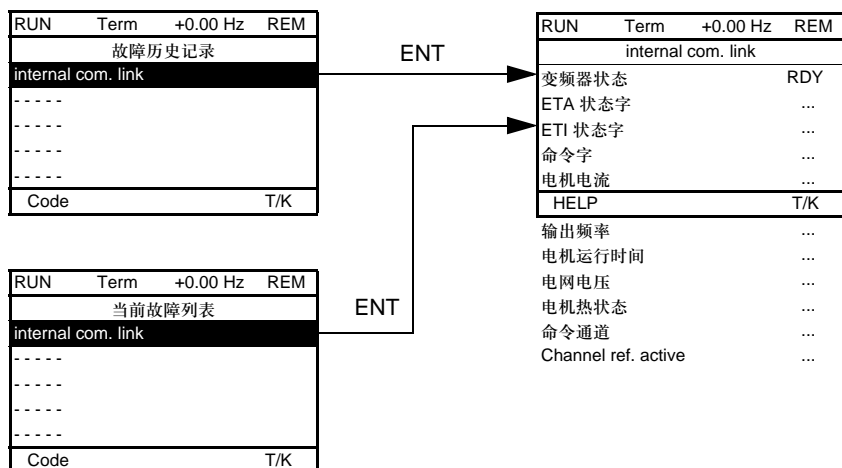 RUN Term +0.00 Hz REM
故障历史记录
internal com. link
- - - - -
- - - - -
- - - - -
- - - - -
Code T/K
ENT
RUN Term +0.00 Hz REM
当前故障列表
internal com. link
- - - - -
- - - - -
- - - - -
- - - - -
Code T/K
ENT
RUN Term +0.00 Hz REM
internal com. link
变频器状态 RDY
ETA 状态字 ...
ETI 状态字 ...
命令字 ...
电机电流 ...
HELP T/K
输出频率 ...
电机运行时间 ...
电网电压 ...
电机热状态 ...
命令通道 ...
Channel ref. active ...